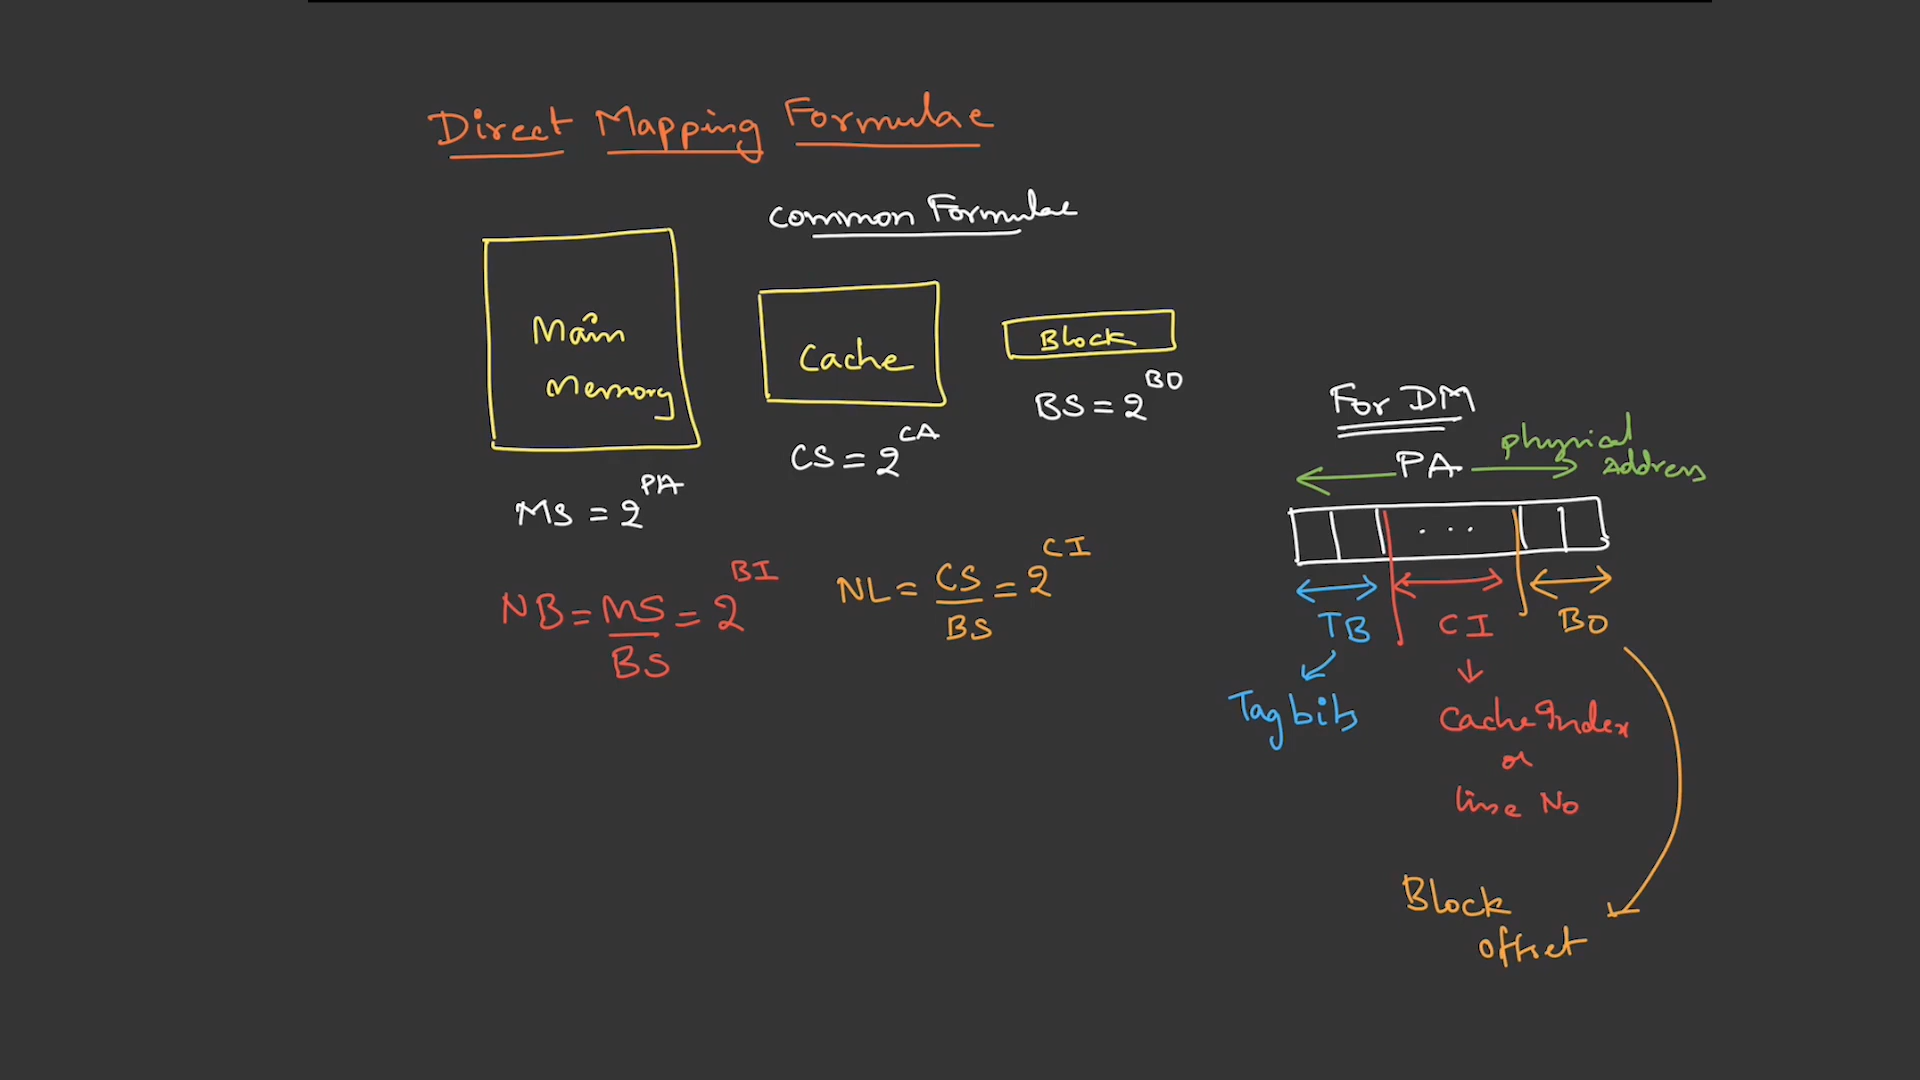 Direct Mapping Formulae
Common Formulae
Main
Memory
Cache
Block
MS = 2^PA
CS = 2^CA
BS = 2^BO
NB = MS/BS = 2^BI
NL = CS/BS = 2^CI
For DM
PA
physical
address
TB
CI
BO
Tag bits
Cache Index
or
line No
Block
offset